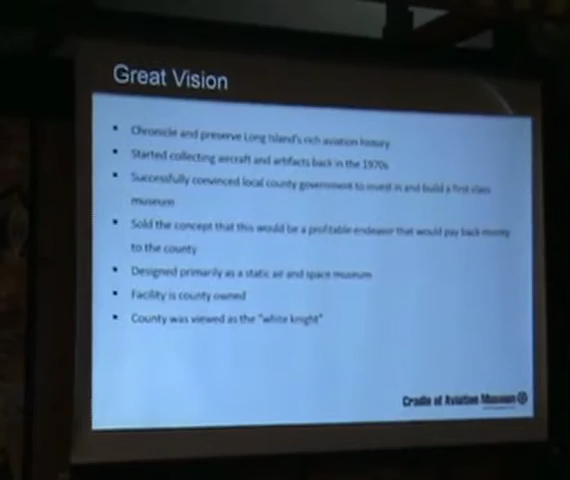 Great Vision
• Chronicle and preserve Long Island's rich aviation history
• Started collecting aircraft and artifacts back in the 1970s
• Successfully convinced local county government to invest in and build a first class
museum
• Sold the concept that this would be a profitable endeavor that would pay back money
to the county
• Designed primarily as a static air and space museum
• Facility is county owned
• County was viewed as the "white knight"
Cradle of Aviation Museum